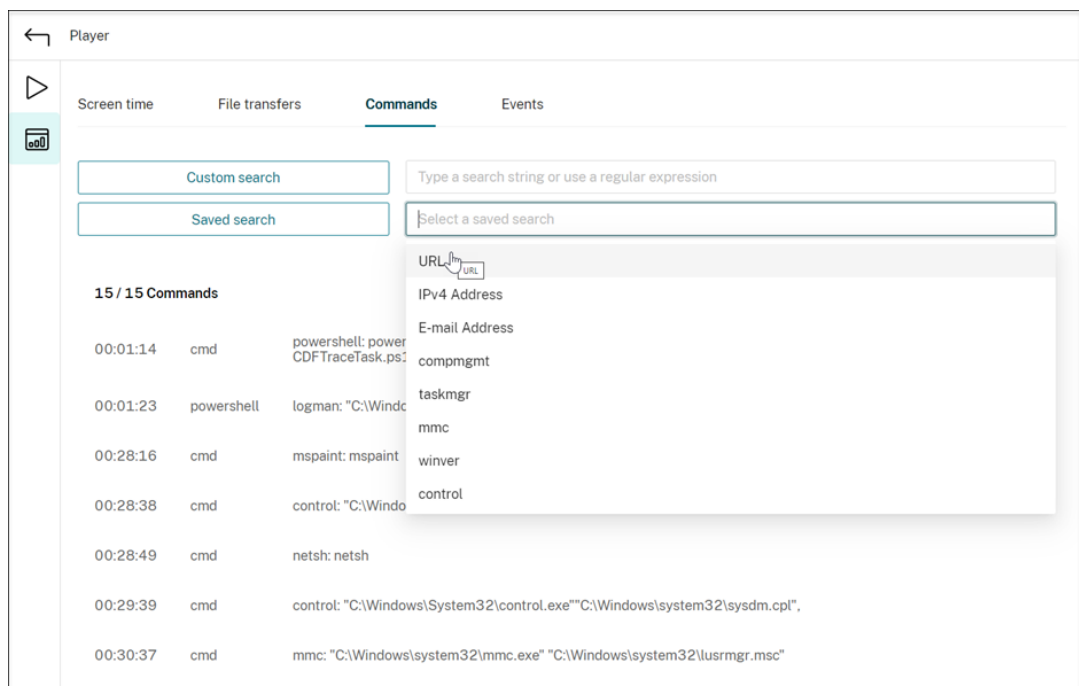 Player
Screen time File transfers Commands Events
Custom search Type a search string or use a regular expression
Saved search Select a saved search
URL
URL
15 / 15 Commands
IPv4 Address
E-mail Address
00:01:14 cmd powershell: power
CDFTraceTask.ps1
compmgmt
taskmgr
00:01:23 powershell logman: "C:\Windo
mmc
00:28:16 cmd mspaint: mspaint
winver
control
00:28:38 cmd control: "C:\Windo
00:28:49 cmd netsh: netsh
00:29:39 cmd control: "C:\Windows\System32\control.exe""C:\Windows\system32\sysdm.cpl",
00:30:37 cmd mmc: "C:\Windows\system32\mmc.exe" "C:\Windows\system32\lusrmgr.msc"